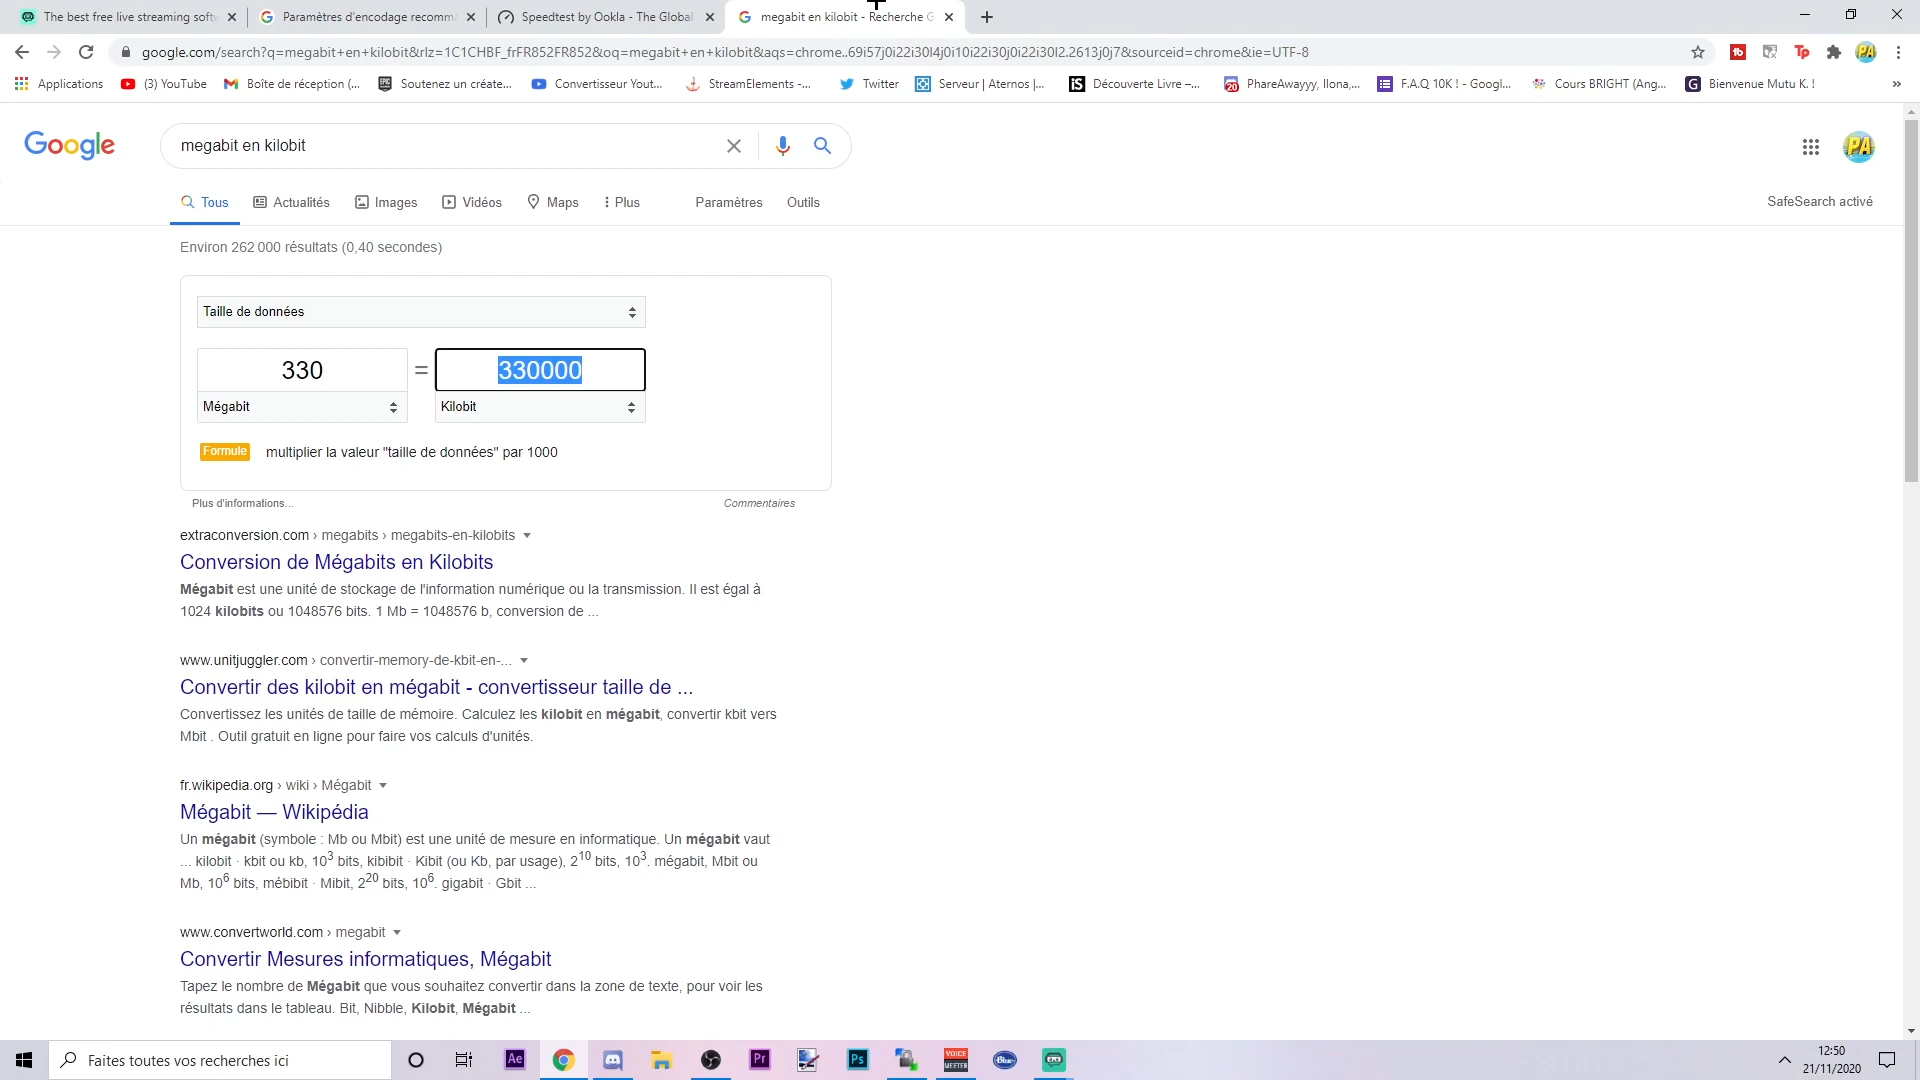 The best free live streaming softw
Paramètres d'encodage recomma
Speedtest by Ookla - The Global
megabit en kilobit - Recherche G
google.com/search?q=megabit+en+kilobit&rlz=1C1CHBF_frFR852FR852&oq=megabit+en+kilobit&aqs=chrome..69i57j0i22i30l4j0i10i22i30j0i22i30l2.2613j0j7&sourceid=chrome&ie=UTF-8
Applications
(3) YouTube
Boîte de réception (...
Soutenez un créate...
Convertisseur Yout...
StreamElements -...
Twitter
Serveur | Aternos |...
Découverte Livre –...
PhareAwayyy, Ilona,...
F.A.Q 10K ! - Googl...
Cours BRIGHT (Ang...
Bienvenue Mutu K. !
»
Google
megabit en kilobit
PA
Tous
Actualités
Images
Vidéos
Maps
Plus
Paramètres
Outils
SafeSearch activé
Environ 262 000 résultats (0,40 secondes)
Taille de données
330 = 330000
Mégabit
Kilobit
Formule multiplier la valeur "taille de données" par 1000
Plus d'informations...
Commentaires
extraconversion.com › megabits › megabits-en-kilobits
Conversion de Mégabits en Kilobits
Mégabit est une unité de stockage de l'information numérique ou la transmission. Il est égal à
1024 kilobits ou 1048576 bits. 1 Mb = 1048576 b, conversion de ...
www.unitjuggler.com › convertir-memory-de-kbit-en-...
Convertir des kilobit en mégabit - convertisseur taille de ...
Convertissez les unités de taille de mémoire. Calculez les kilobit en mégabit, convertir kbit vers
Mbit . Outil gratuit en ligne pour faire vos calculs d'unités.
fr.wikipedia.org › wiki › Mégabit
Mégabit — Wikipédia
Un mégabit (symbole : Mb ou Mbit) est une unité de mesure en informatique. Un mégabit vaut
... kilobit · kbit ou kb, 10³ bits, kibibit · Kibit (ou Kb, par usage), 2¹⁰ bits, 10³. mégabit, Mbit ou
Mb, 10⁶ bits, mébibit · Mibit, 2²⁰ bits, 10⁶. gigabit · Gbit ...
www.convertworld.com › megabit
Convertir Mesures informatiques, Mégabit
Tapez le nombre de Mégabit que vous souhaitez convertir dans la zone de texte, pour voir les
résultats dans le tableau. Bit, Nibble, Kilobit, Mégabit ...
Faites toutes vos recherches ici
Ae
Pr
Ps
VOICE
MEETER
Blue
12:50
21/11/2020